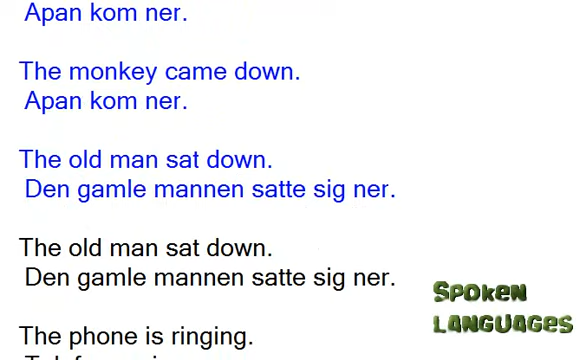 Apan kom ner.
The monkey came down.
Apan kom ner.
The old man sat down.
Den gamle mannen satte sig ner.
The old man sat down.
Den gamle mannen satte sig ner.
The phone is ringing.
Spoken
Languages